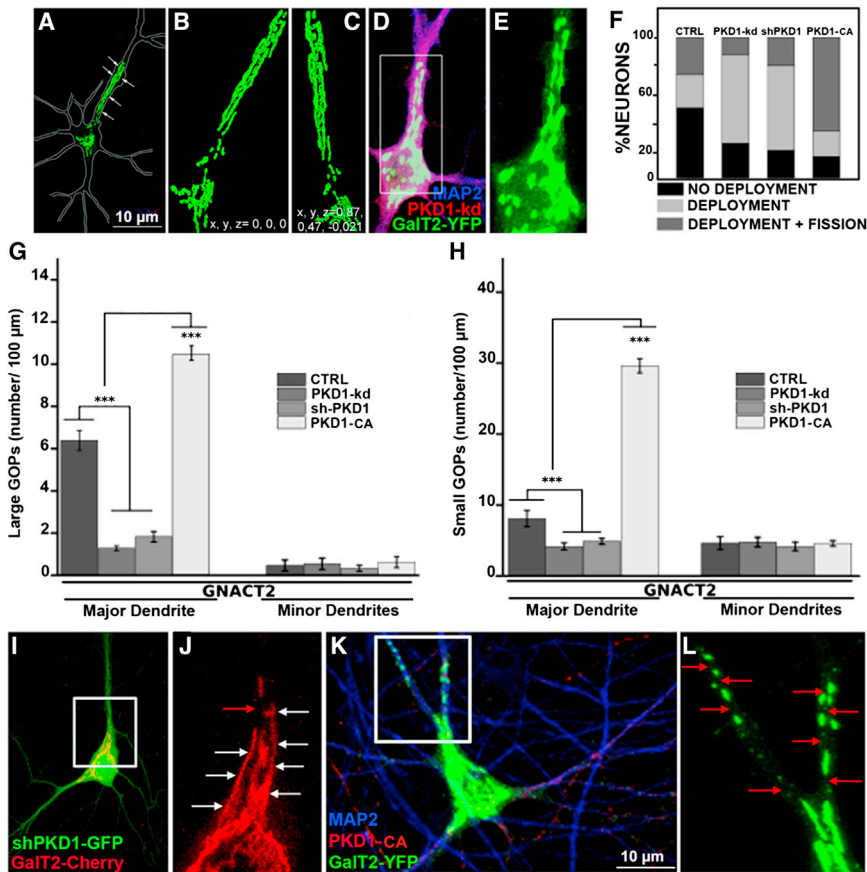 A
B
C
D
E
F
10 µm
x, y, z= 0, 0, 0
x, y, z=0.87,
0.47, -0.021
MAP2
PKD1-kd
GalT2-YFP
CTRL PKD1-kd shPKD1 PKD1-CA
%NEURONS
100
60
20
0
NO DEPLOYMENT
DEPLOYMENT
DEPLOYMENT + FISSION
G
Large GOPs (number/ 100 µm)
14
12
10
8
6
4
2
0
***
***
CTRL
PKD1-kd
sh-PKD1
PKD1-CA
GNACT2
Major Dendrite
Minor Dendrites
H
Small GOPs (number/100 µm)
40
30
20
10
0
***
***
CTRL
PKD1-kd
sh-PKD1
PKD1-CA
GNACT2
Major Dendrite
Minor Dendrites
I
shPKD1-GFP
GalT2-Cherry
J
K
MAP2
PKD1-CA
GalT2-YFP
10 µm
L